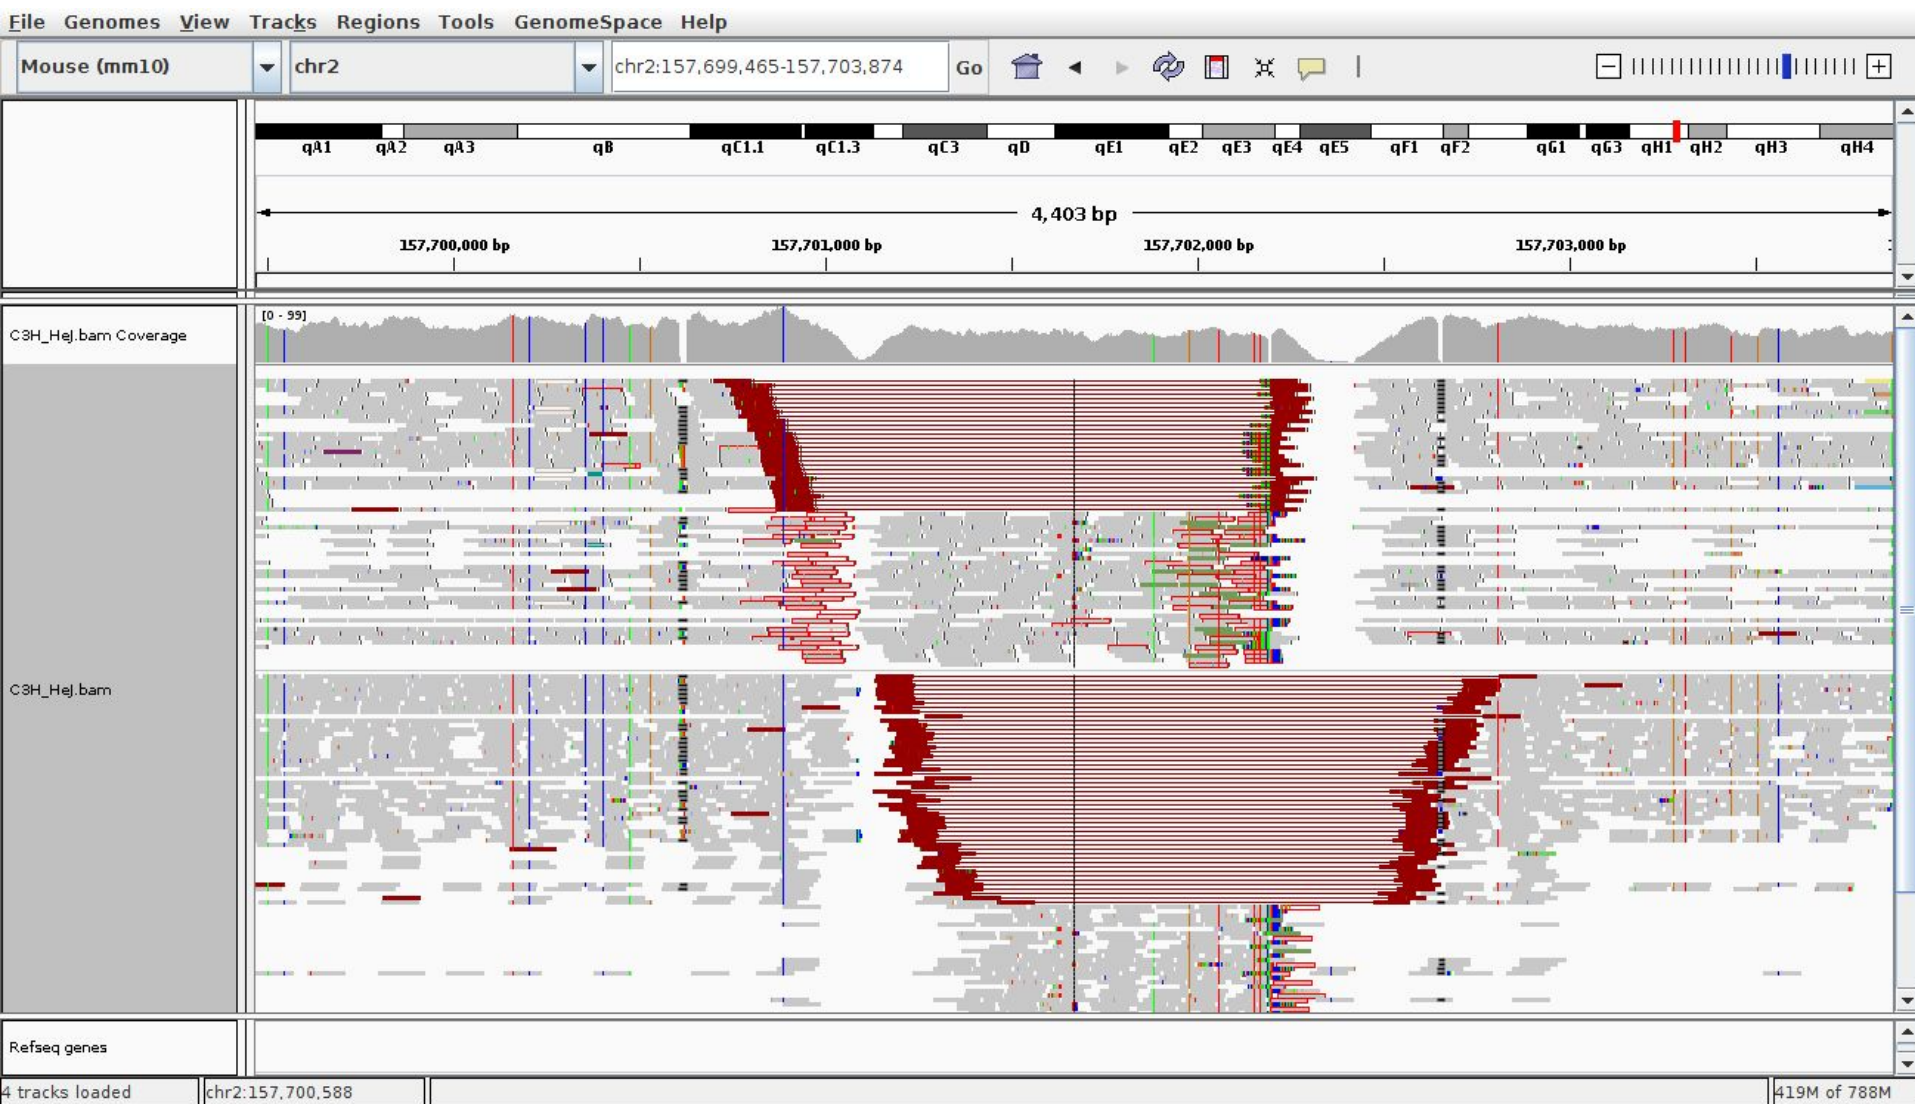 File Genomes View Tracks Regions Tools GenomeSpace Help
Mouse (mm10) chr2 chr2:157,699,465-157,703,874 Go
qA1 qA2 qA3 qB qC1.1 qC1.3 qC3 qD qE1 qE2 qE3 qE4 qE5 qF1 qF2 qG1 qG3 qH1 qH2 qH3 qH4
4,403 bp
157,700,000 bp 157,701,000 bp 157,702,000 bp 157,703,000 bp
[0 - 99]
C3H_HeJ.bam Coverage
C3H_HeJ.bam
Refseq genes
4 tracks loaded chr2:157,700,588 419M of 788M